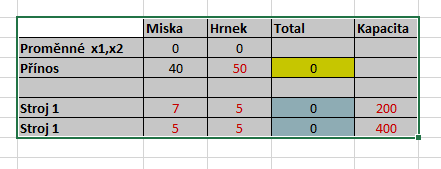 Miska Hrnek Total Kapacita
Proměnné x1,x2 0 0
Přínos 40 50 0
Stroj 1 7 5 0 200
Stroj 1 5 5 0 400